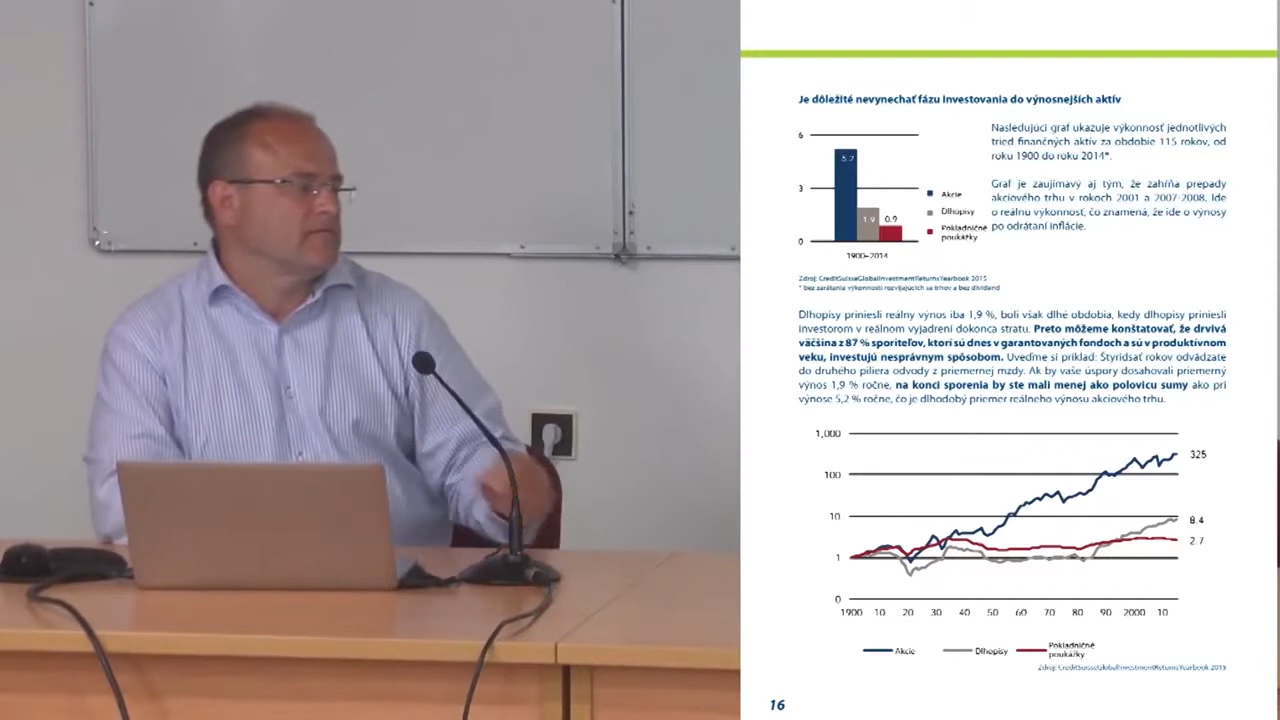 Je dôležité nevynechať fázu investovania do výnosnejších aktív
6
3
0
5.2
1.9
0.9
1900–2014
Akcie
Dlhopisy
Pokladničné
poukážky
Nasledujúci graf ukazuje výkonnosť jednotlivých
tried finančných aktív za obdobie 115 rokov, od
roku 1900 do roku 2014*.
Graf je zaujímavý aj tým, že zahŕňa prepady
akciového trhu v rokoch 2001 a 2007-2008. Ide
o reálnu výkonnosť, čo znamená, že ide o výnosy
po odrátaní inflácie.
Zdroj: CreditSuisseGlobalInvestmentReturnsYearbook 2015
* bez zarátania výkonnosti rozvíjajúcich sa trhov a bez dividend
Dlhopisy priniesli reálny výnos iba 1,9 %, boli však dlhé obdobia, kedy dlhopisy priniesli
investorom v reálnom vyjadrení dokonca stratu. Preto môžeme konštatovať, že drvivá
väčšina z 87 % sporiteľov, ktorí sú dnes v garantovaných fondoch a sú v produktívnom
veku, investujú nesprávnym spôsobom. Uveďme si príklad: Štyridsať rokov odvádzate
do druhého piliera odvody z priemernej mzdy. Ak by vaše úspory dosahovali priemerný
výnos 1,9 % ročne, na konci sporenia by ste mali menej ako polovicu sumy ako pri
výnose 5,2 % ročne, čo je dlhodobý priemer reálneho výnosu akciového trhu.
1,000
100
10
1
0
325
8.4
2.7
1900 10 20 30 40 50 60 70 80 90 2000 10
Akcie
Dlhopisy
Pokladničné
poukážky
Zdroj: CreditSuisseGlobalInvestmentReturnsYearbook 2015
16